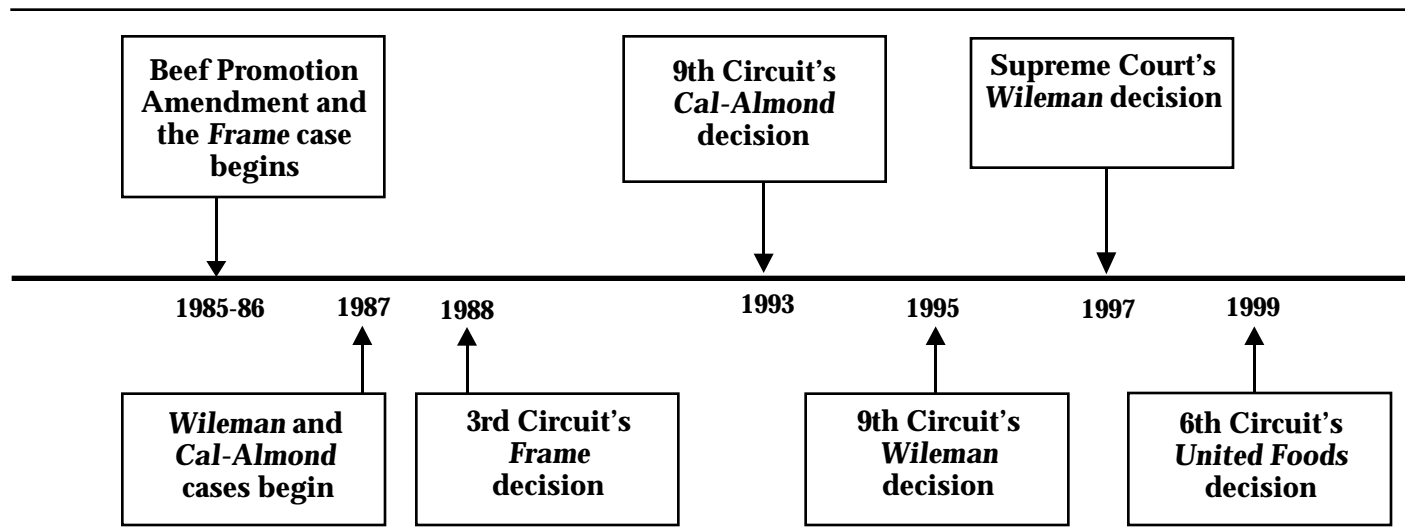 Beef Promotion
Amendment and
the Frame case
begins
9th Circuit's
Cal-Almond
decision
Supreme Court's
Wileman decision
1985-86
1987
1988
1993
1995
1997
1999
Wileman and
Cal-Almond
cases begin
3rd Circuit's
Frame
decision
9th Circuit's
Wileman
decision
6th Circuit's
United Foods
decision